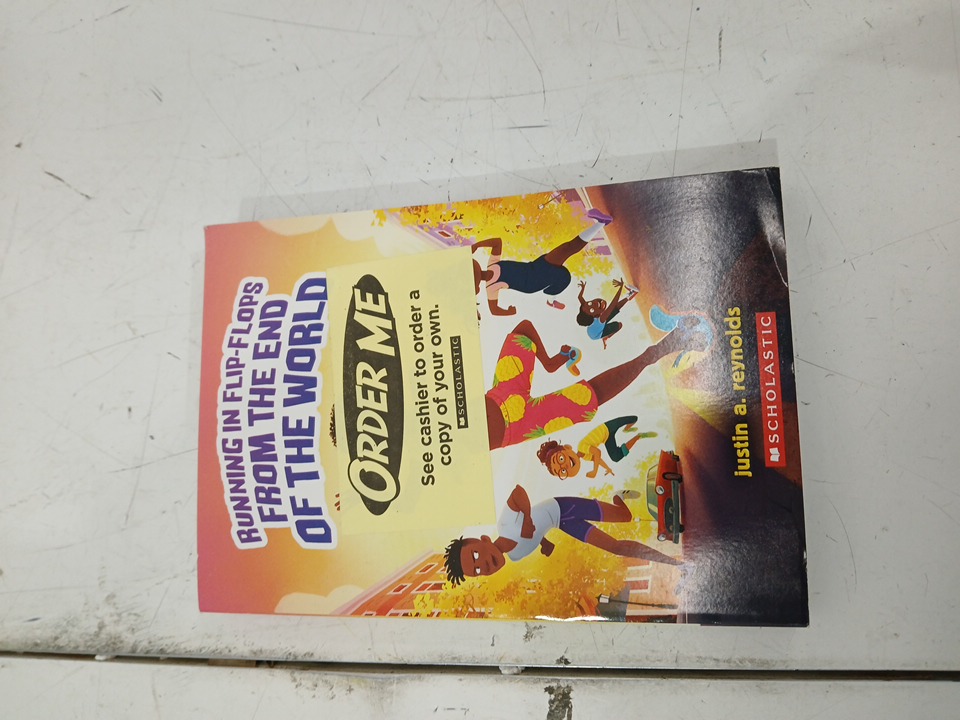 RUNNING IN FLIP-FLOPS
FROM THE END
OF THE WORLD
ORDER ME
See cashier to order a
copy of your own.
SCHOLASTIC
justin a. reynolds
SCHOLASTIC